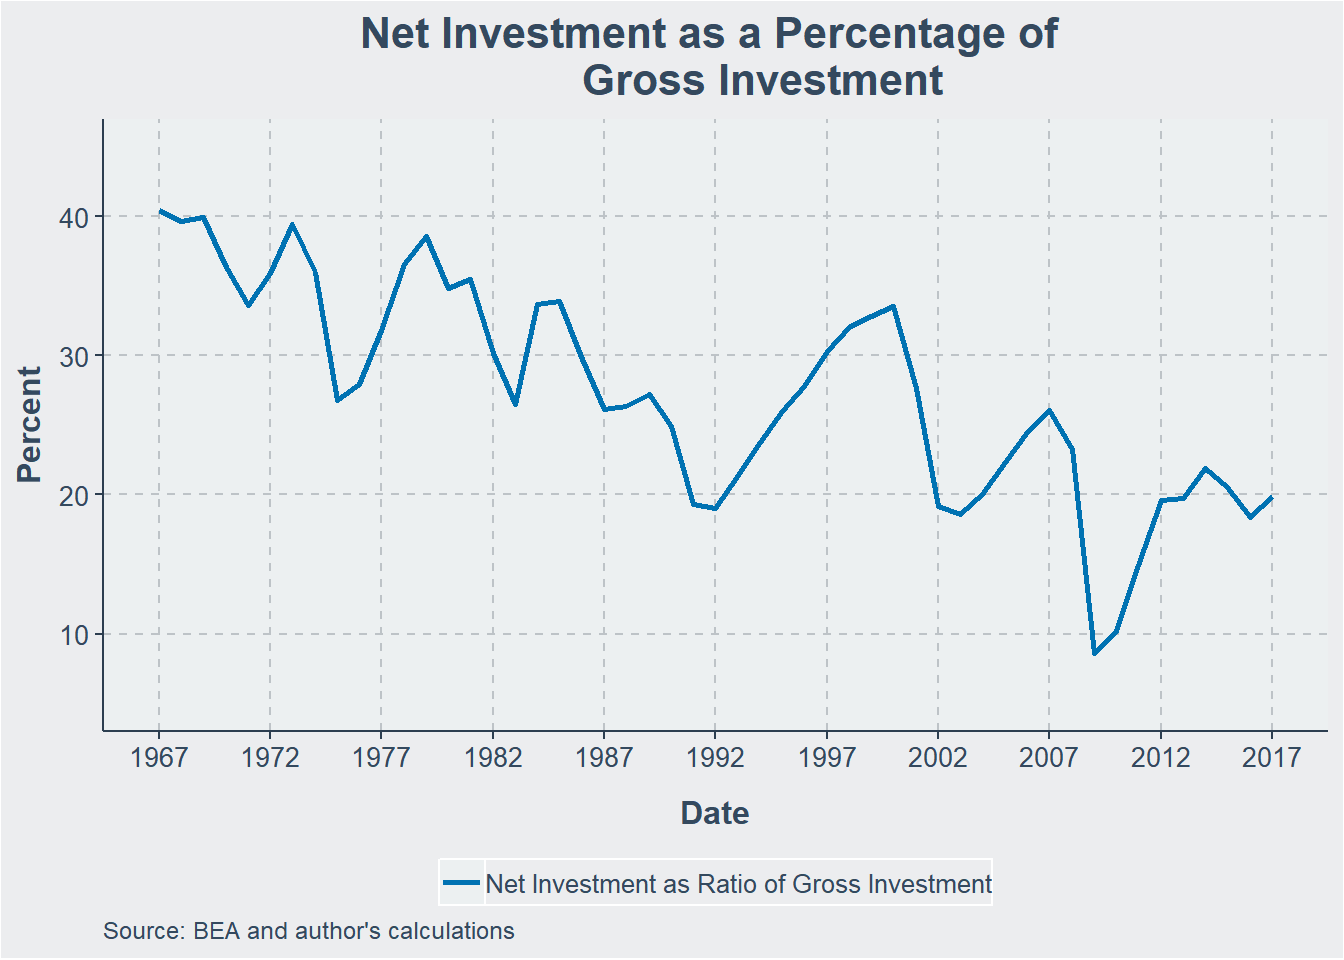 Net Investment as a Percentage of
Gross Investment
Percent
40
30
20
10
1967 1972 1977 1982 1987 1992 1997 2002 2007 2012 2017
Date
Net Investment as Ratio of Gross Investment
Source: BEA and author's calculations